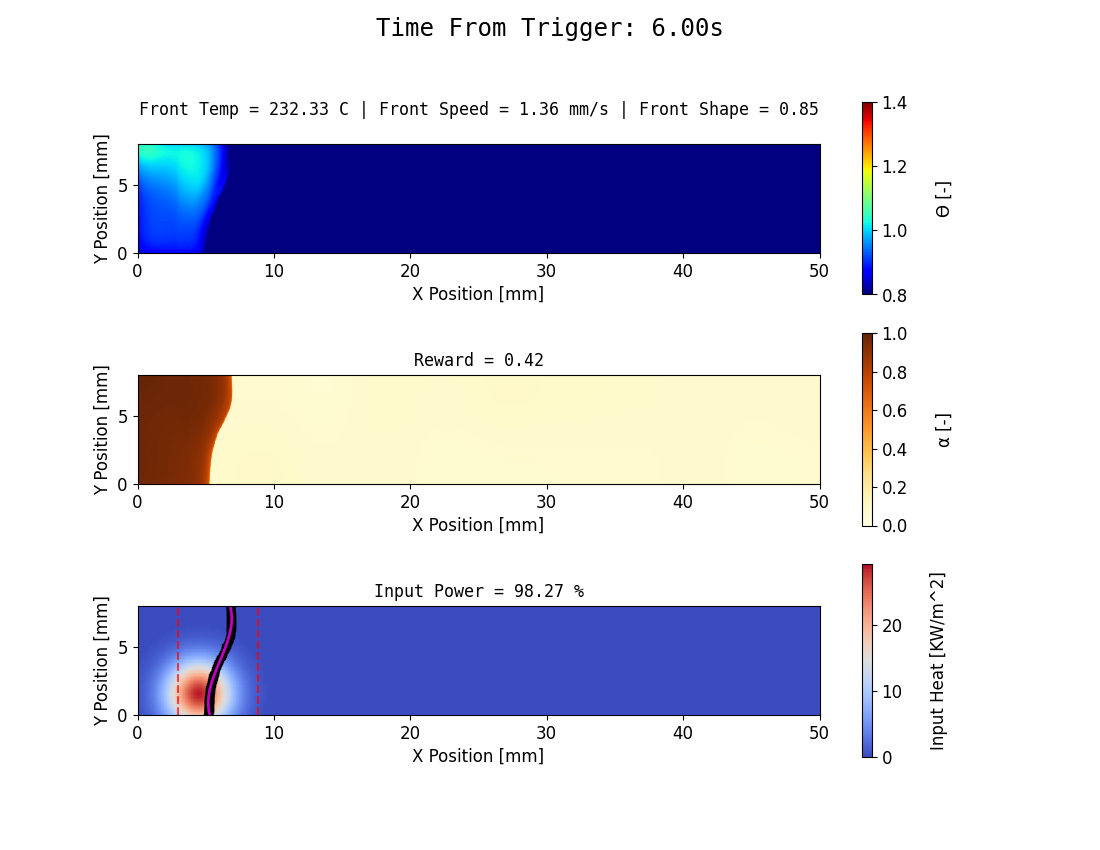 Time From Trigger: 6.00s
Front Temp = 232.33 C | Front Speed = 1.36 mm/s | Front Shape = 0.85
Y Position [mm]
5
0
0 10 20 30 40 50
X Position [mm]
1.4
1.2
1.0
0.8
Θ [-]
Reward = 0.42
Y Position [mm]
5
0
0 10 20 30 40 50
X Position [mm]
1.0
0.8
0.6
0.4
0.2
0.0
α [-]
Input Power = 98.27 %
Y Position [mm]
5
0
0 10 20 30 40 50
X Position [mm]
20
10
0
Input Heat [KW/m^2]